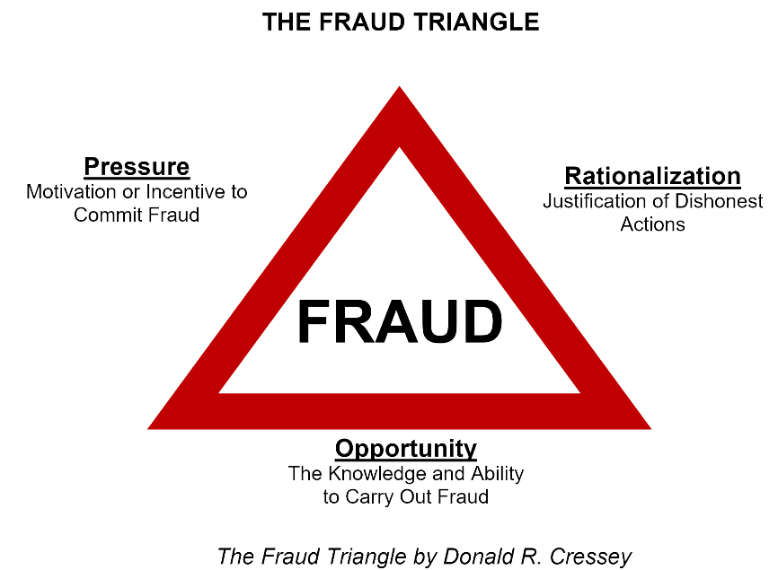 THE FRAUD TRIANGLE
Pressure
Motivation or Incentive to
Commit Fraud
Rationalization
Justification of Dishonest
Actions
FRAUD
Opportunity
The Knowledge and Ability
to Carry Out Fraud
The Fraud Triangle by Donald R. Cressey